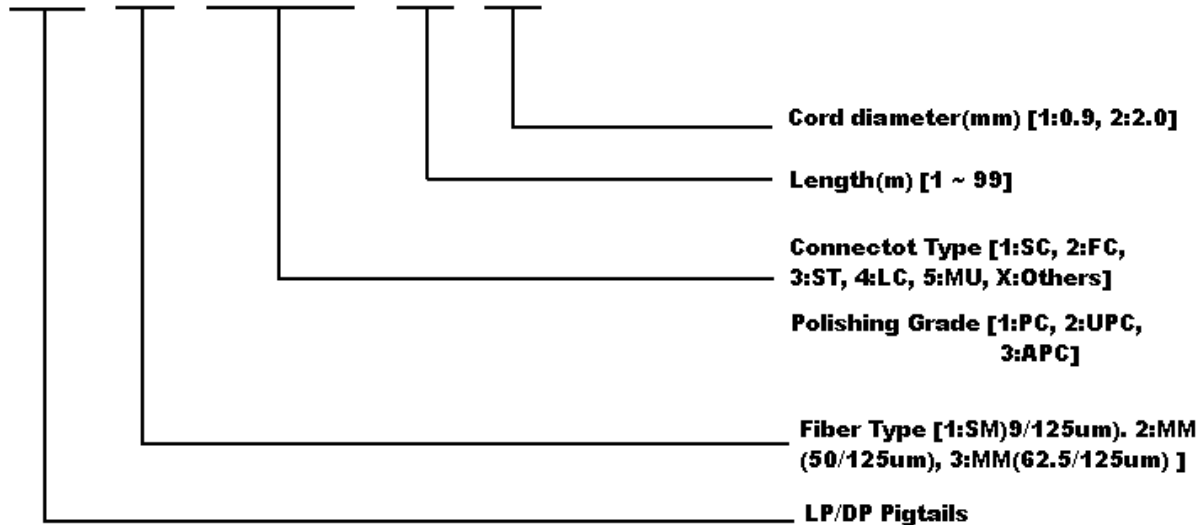 Cord diameter(mm) [1:0.9, 2:2.0]
Length(m) [1 ~ 99]
Connectot Type [1:SC, 2:FC,
3:ST, 4:LC, 5:MU, X:Others]
Polishing Grade [1:PC, 2:UPC,
3:APC]
Fiber Type [1:SM)9/125um). 2:MM
(50/125um), 3:MM(62.5/125um) ]
LP/DP Pigtails